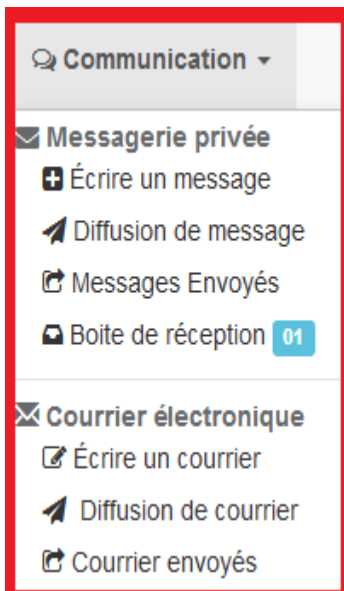 Communication
Messagerie privée
Écrire un message
Diffusion de message
Messages Envoyés
Boite de réception 01
Courrier électronique
Écrire un courrier
Diffusion de courrier
Courrier envoyés